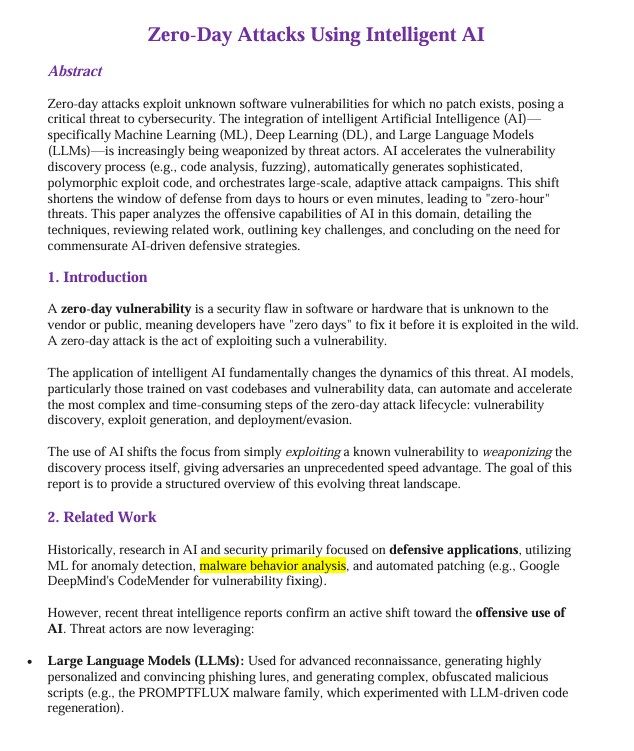 Zero-Day Attacks Using Intelligent AI
Abstract
Zero-day attacks exploit unknown software vulnerabilities for which no patch exists, posing a
critical threat to cybersecurity. The integration of intelligent Artificial Intelligence (AI)—
specifically Machine Learning (ML), Deep Learning (DL), and Large Language Models
(LLMs)—is increasingly being weaponized by threat actors. AI accelerates the vulnerability
discovery process (e.g., code analysis, fuzzing), automatically generates sophisticated,
polymorphic exploit code, and orchestrates large-scale, adaptive attack campaigns. This shift
shortens the window of defense from days to hours or even minutes, leading to "zero-hour"
threats. This paper analyzes the offensive capabilities of AI in this domain, detailing the
techniques, reviewing related work, outlining key challenges, and concluding on the need for
commensurate AI-driven defensive strategies.
1. Introduction
A zero-day vulnerability is a security flaw in software or hardware that is unknown to the
vendor or public, meaning developers have "zero days" to fix it before it is exploited in the wild.
A zero-day attack is the act of exploiting such a vulnerability.
The application of intelligent AI fundamentally changes the dynamics of this threat. AI models,
particularly those trained on vast codebases and vulnerability data, can automate and accelerate
the most complex and time-consuming steps of the zero-day attack lifecycle: vulnerability
discovery, exploit generation, and deployment/evasion.
The use of AI shifts the focus from simply exploiting a known vulnerability to weaponizing the
discovery process itself, giving adversaries an unprecedented speed advantage. The goal of this
report is to provide a structured overview of this evolving threat landscape.
2. Related Work
Historically, research in AI and security primarily focused on defensive applications, utilizing
ML for anomaly detection, malware behavior analysis, and automated patching (e.g., Google
DeepMind's CodeMender for vulnerability fixing).
However, recent threat intelligence reports confirm an active shift toward the offensive use of
AI. Threat actors are now leveraging:
• Large Language Models (LLMs): Used for advanced reconnaissance, generating highly
personalized and convincing phishing lures, and generating complex, obfuscated malicious
scripts (e.g., the PROMPTFLUX malware family, which experimented with LLM-driven code
regeneration).